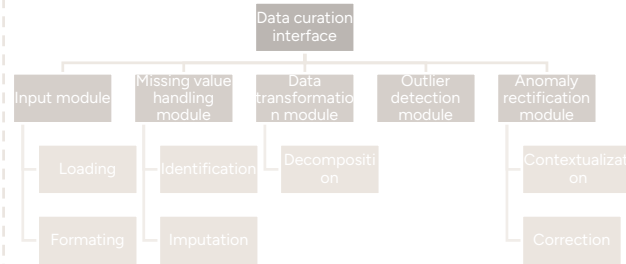 Data curation
interface
Input module
Missing value
handling
module
Data
transformatio
n module
Outlier
detection
module
Anomaly
rectification
module
Loading
Identification
Decompositi
on
Contextualizat
on
Formating
Imputation
Correction